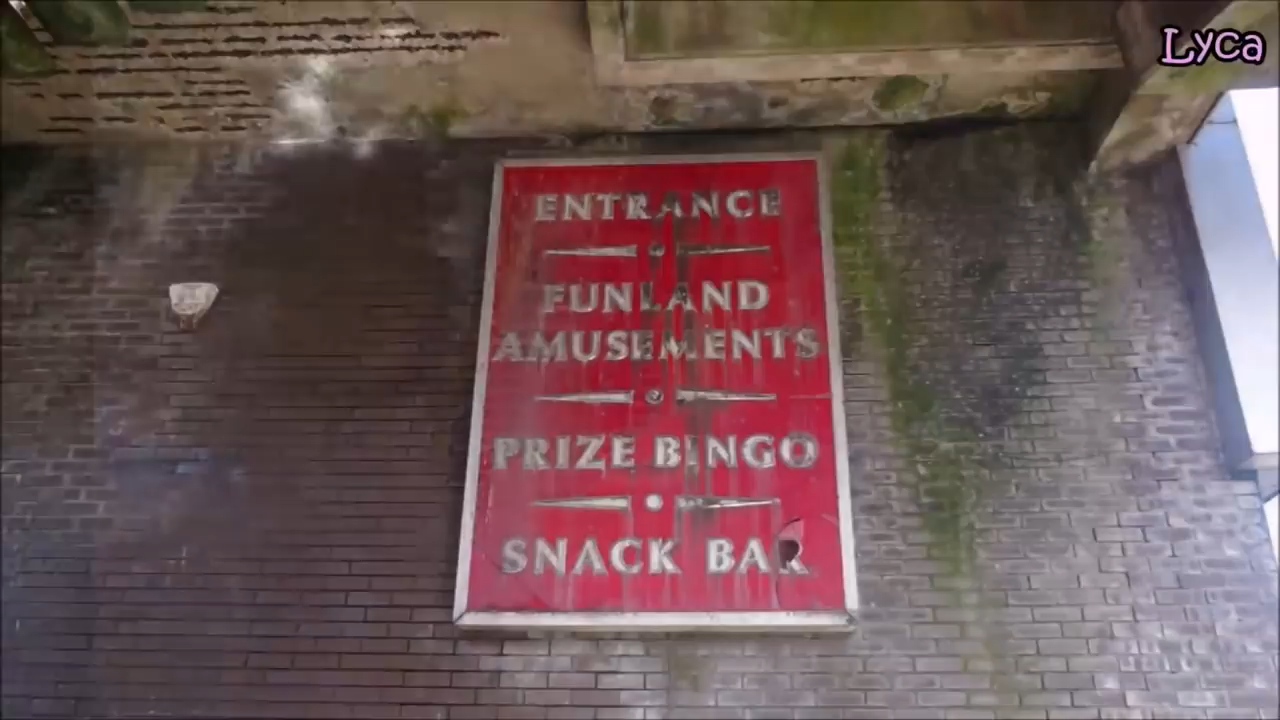 Lyca
ENTRANCE
FUNLAND
AMUSEMENTS
PRIZE BINGO
SNACK BAR